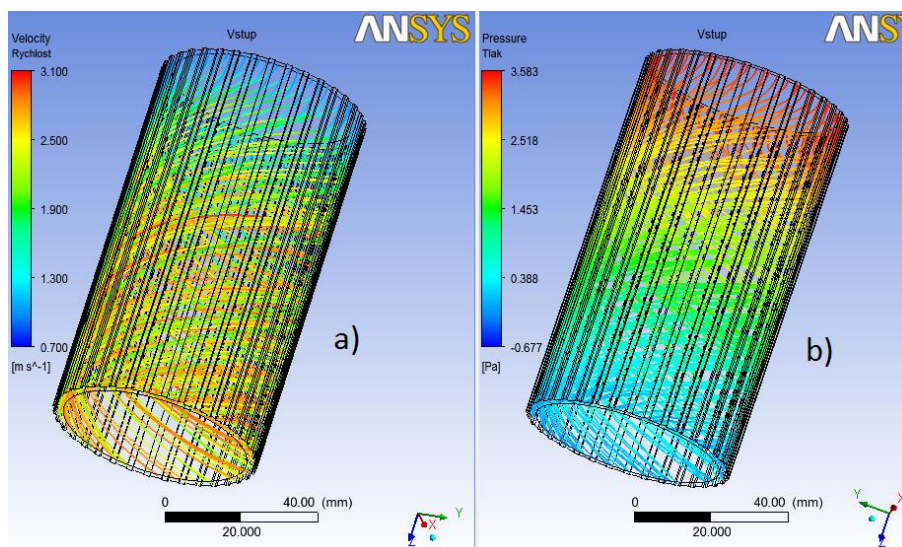 Velocity
Rychlost
Vstup
ANSYS
3.100
2.500
1.900
1.300
0.700
[m s^-1]
a)
0
40.00
(mm)
20.000
Y
X
Z
Pressure
Tlak
Vstup
ANSY
3.583
2.518
1.453
0.388
-0.677
[Pa]
b)
0
40.00
(mm)
20.000
Y
X
Z